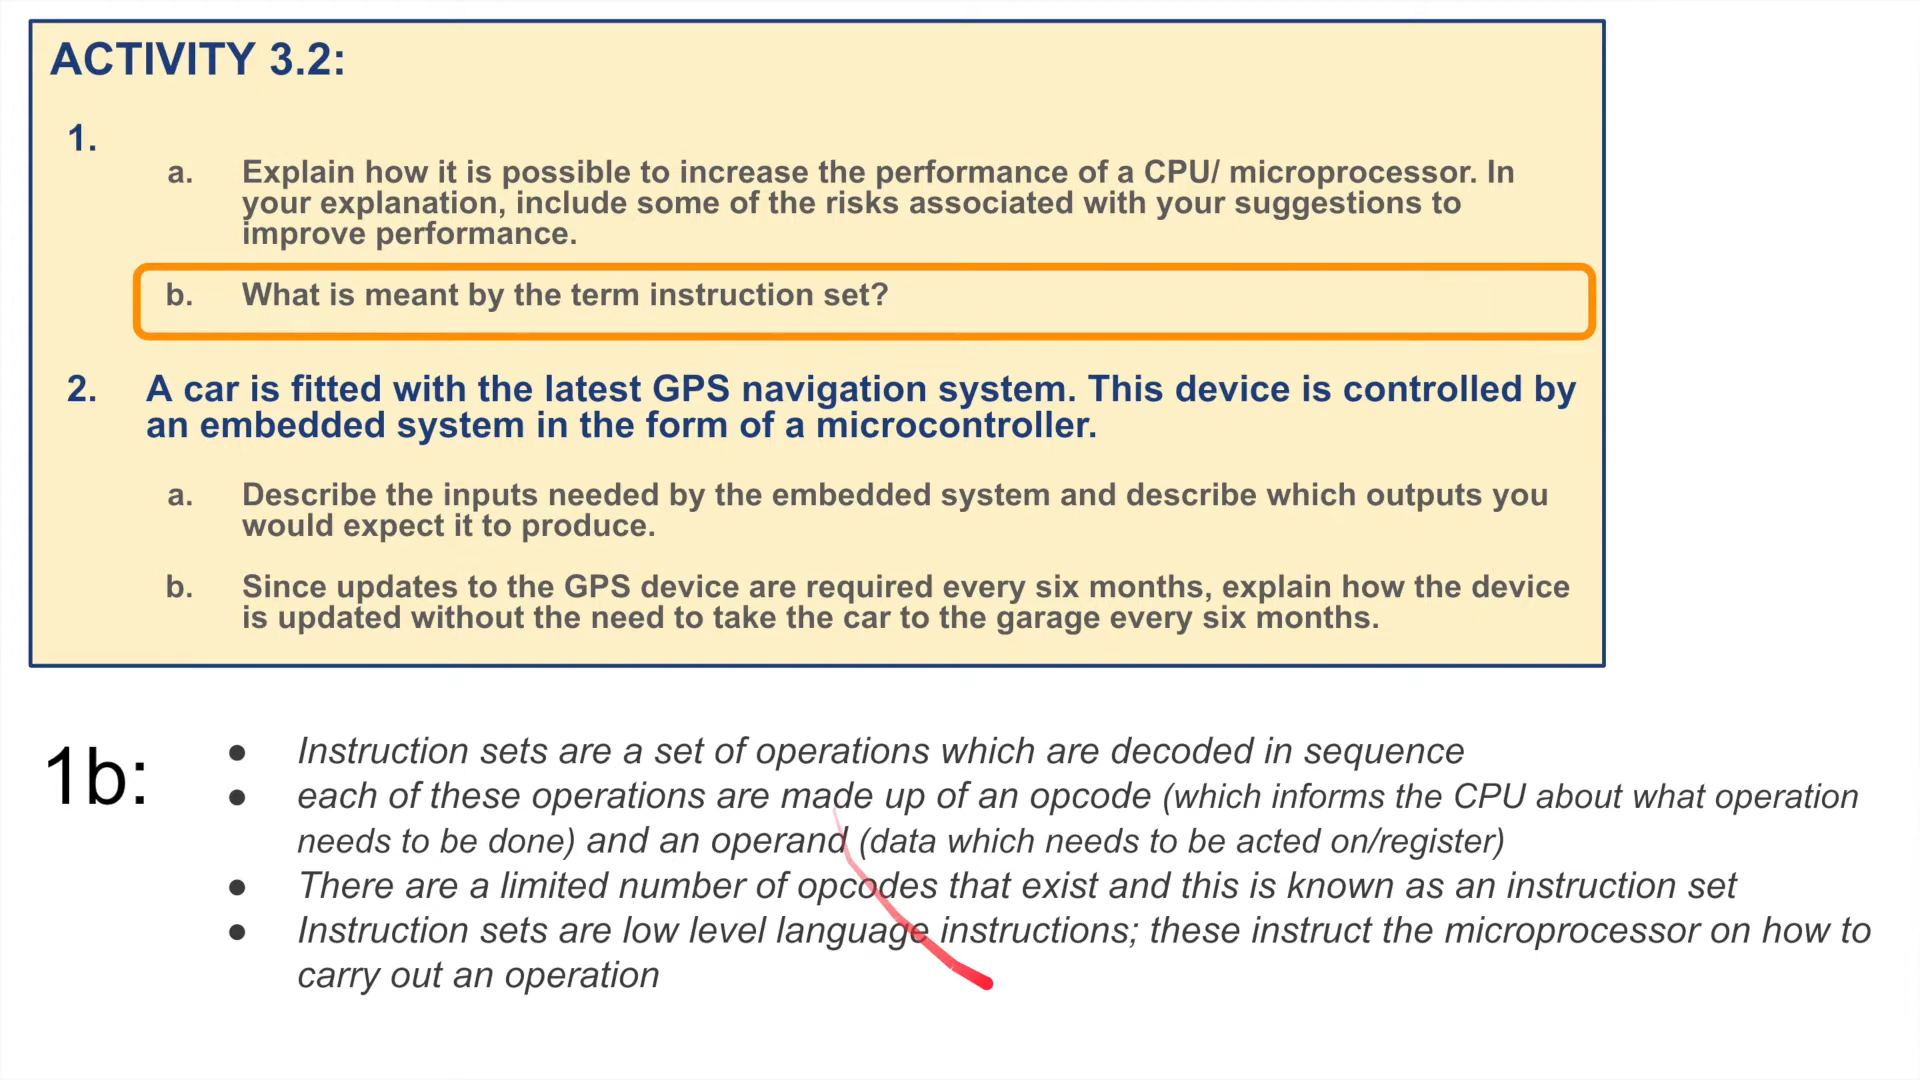 ACTIVITY 3.2:
1.
a. Explain how it is possible to increase the performance of a CPU/ microprocessor. In
your explanation, include some of the risks associated with your suggestions to
improve performance.
b. What is meant by the term instruction set?
2. A car is fitted with the latest GPS navigation system. This device is controlled by
an embedded system in the form of a microcontroller.
a. Describe the inputs needed by the embedded system and describe which outputs you
would expect it to produce.
b. Since updates to the GPS device are required every six months, explain how the device
is updated without the need to take the car to the garage every six months.
1b:
● Instruction sets are a set of operations which are decoded in sequence
● each of these operations are made up of an opcode (which informs the CPU about what operation
needs to be done) and an operand (data which needs to be acted on/register)
● There are a limited number of opcodes that exist and this is known as an instruction set
● Instruction sets are low level language instructions; these instruct the microprocessor on how to
carry out an operation